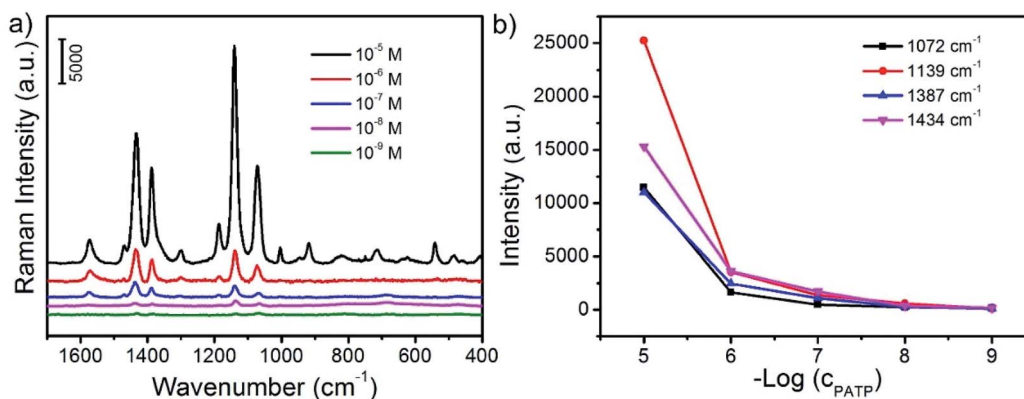 a)
5000
10⁻⁵ M
10⁻⁶ M
10⁻⁷ M
10⁻⁸ M
10⁻⁹ M
Raman Intensity (a.u.)
1600 1400 1200 1000 800 600 400
Wavenumber (cm⁻¹)
b)
1072 cm⁻¹
1139 cm⁻¹
1387 cm⁻¹
1434 cm⁻¹
Intensity (a.u.)
25000
20000
15000
10000
5000
0
5 6 7 8 9
-Log (c_PATP)